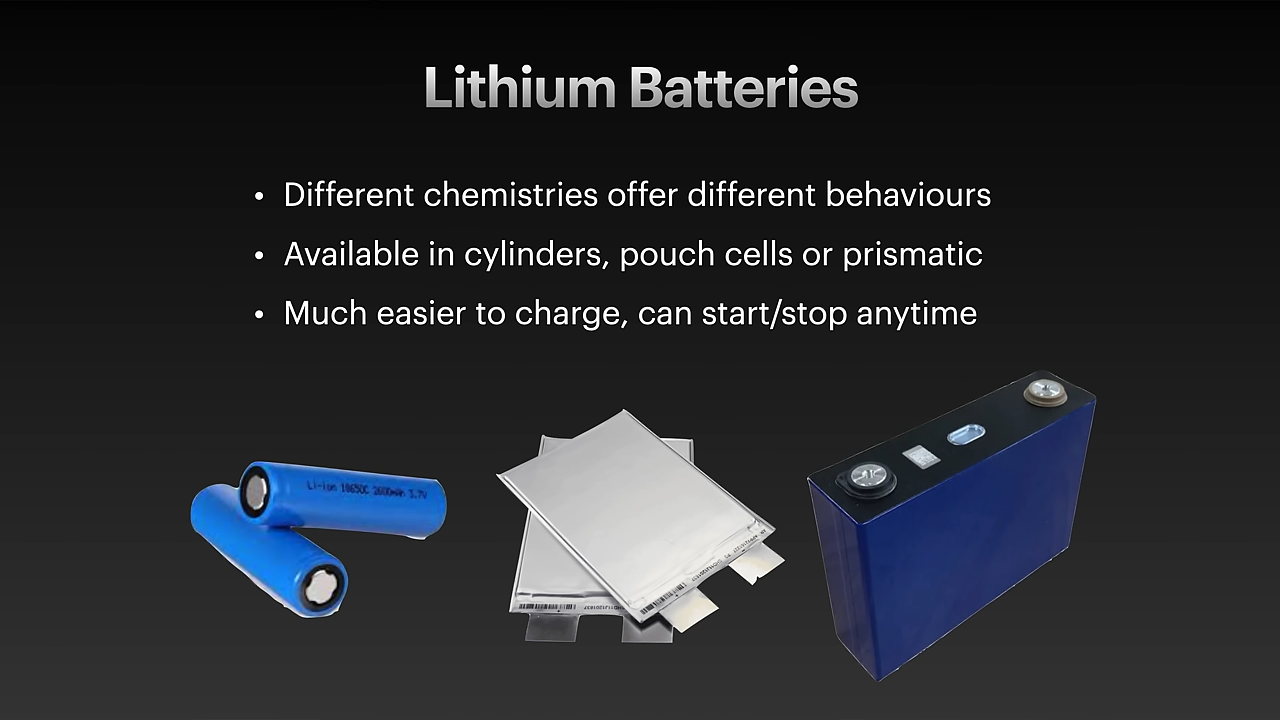 Lithium Batteries
• Different chemistries offer different behaviours
• Available in cylinders, pouch cells or prismatic
• Much easier to charge, can start/stop anytime
Li-ion 18650C 2600mAh 3.7V